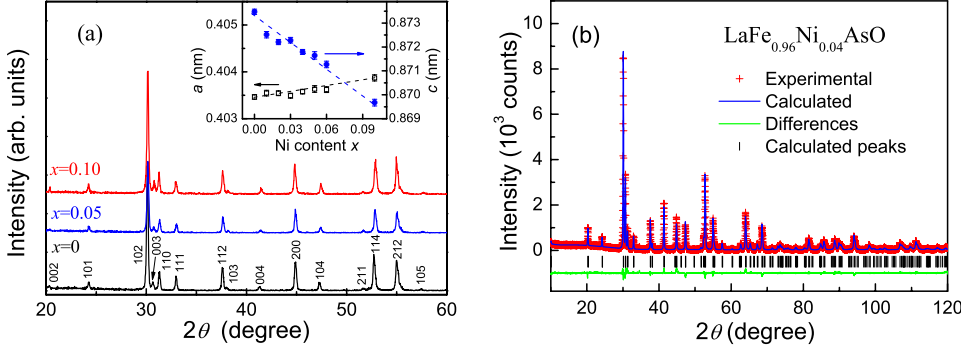 (a)
Intensity (arb. units)
x=0.10
x=0.05
x=0
002
101
102
003
110
111
112
103
004
200
104
211
114
212
105
20 30 40 50 60
2θ (degree)
0.405
0.404
0.403
a (nm)
0.873
0.872
0.871
0.870
0.869
c (nm)
0.00 0.03 0.06 0.09
Ni content x
(b)
LaFe0.96Ni0.04AsO
Experimental
Calculated
Differences
Calculated peaks
Intensity (10³ counts)
10
8
6
4
2
0
20 40 60 80 100 120
2θ (degree)